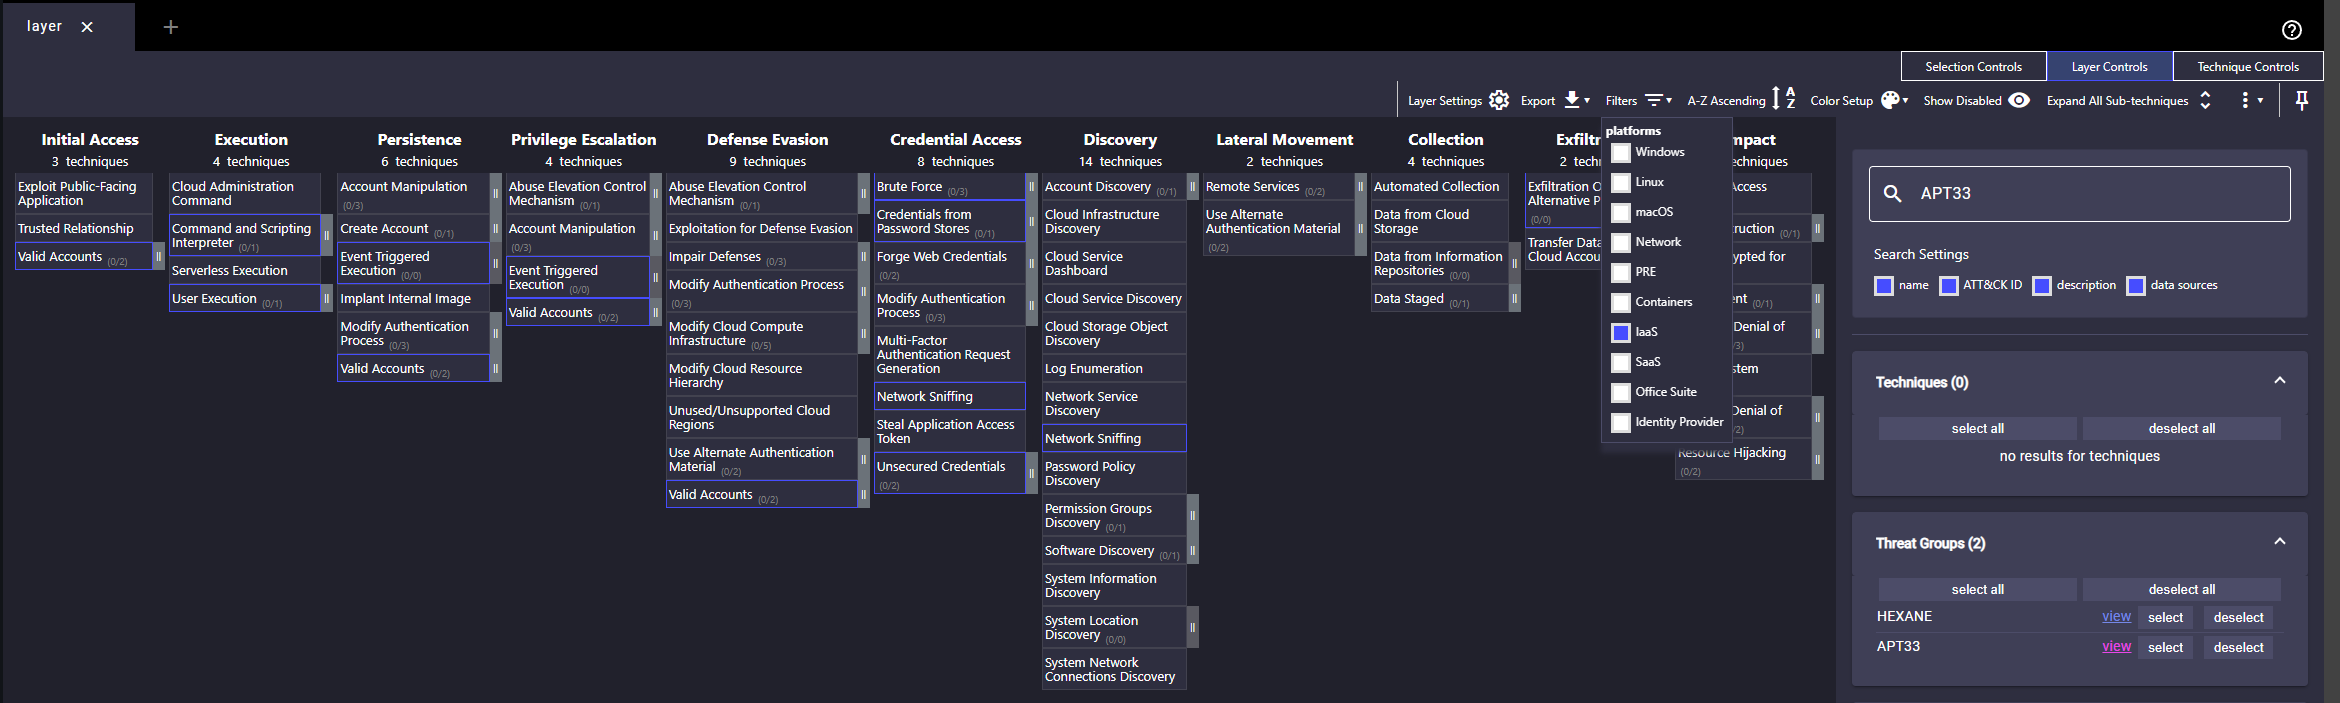 layer
Selection Controls
Layer Controls
Technique Controls
Layer Settings
Export
Filters
A-Z Ascending
A
Z
Color Setup
Show Disabled
Expand All Sub-techniques
Initial Access
3 techniques
Exploit Public-Facing
Application
Trusted Relationship
Valid Accounts (0/2)
Execution
4 techniques
Cloud Administration
Command
Command and Scripting
Interpreter (0/1)
Serverless Execution
User Execution (0/1)
Persistence
6 techniques
Account Manipulation
(0/3)
Create Account (0/1)
Event Triggered
Execution (0/0)
Implant Internal Image
Modify Authentication
Process (0/3)
Valid Accounts (0/2)
Privilege Escalation
4 techniques
Abuse Elevation Control
Mechanism (0/1)
Account Manipulation
(0/3)
Event Triggered
Execution (0/0)
Valid Accounts (0/2)
Defense Evasion
9 techniques
Abuse Elevation Control
Mechanism (0/1)
Exploitation for Defense Evasion
Impair Defenses (0/3)
Modify Authentication Process
(0/3)
Modify Cloud Compute
Infrastructure (0/5)
Modify Cloud Resource
Hierarchy
Unused/Unsupported Cloud
Regions
Use Alternate Authentication
Material (0/2)
Valid Accounts (0/2)
Credential Access
8 techniques
Brute Force (0/3)
Credentials from
Password Stores (0/1)
Forge Web Credentials
(0/2)
Modify Authentication
Process (0/3)
Multi-Factor
Authentication Request
Generation
Network Sniffing
Steal Application Access
Token
Unsecured Credentials
(0/2)
Discovery
14 techniques
Account Discovery (0/1)
Cloud Infrastructure
Discovery
Cloud Service
Dashboard
Cloud Service Discovery
Cloud Storage Object
Discovery
Log Enumeration
Network Service
Discovery
Network Sniffing
Password Policy
Discovery
Permission Groups
Discovery (0/1)
Software Discovery (0/1)
System Information
Discovery
System Location
Discovery (0/0)
System Network
Connections Discovery
Lateral Movement
2 techniques
Remote Services (0/2)
Use Alternate
Authentication Material
(0/2)
Collection
4 techniques
Automated Collection
Data from Cloud
Storage
Data from Information
Repositories (0/0)
Data Staged (0/1)
Exfilt
2 techn
Exfiltration O
Alternative P
(0/0)
Transfer Data
Cloud Accou
platforms
Windows
Linux
macOS
Network
PRE
Containers
IaaS
SaaS
Office Suite
Identity Provider
mpact
echniques
ccess
truction (0/1)
ypted for
ent (0/1)
Denial of
/3)
stem
Denial of
/2)
Resource Hijacking
(0/2)
APT33
Search Settings
name
ATT&CK ID
description
data sources
Techniques (0)
select all
deselect all
no results for techniques
Threat Groups (2)
select all
deselect all
HEXANE view select deselect
APT33 view select deselect